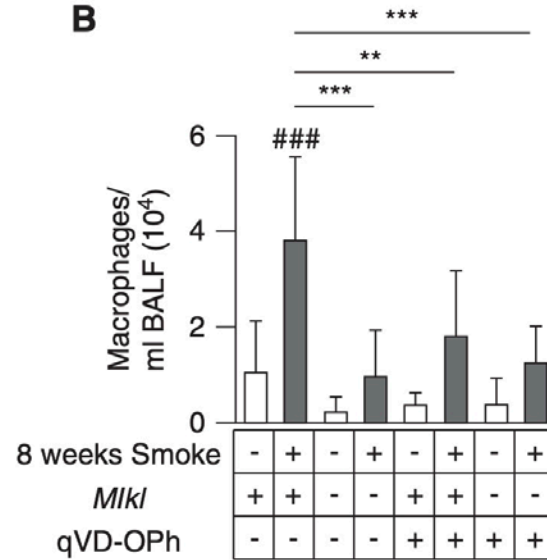 B
***
**
***
###
6
4
2
0
Macrophages/
ml BALF (10⁴)
8 weeks Smoke - + - + - + - +
Mlkl + + - - + + - -
qVD-OPh - - - - + + + +